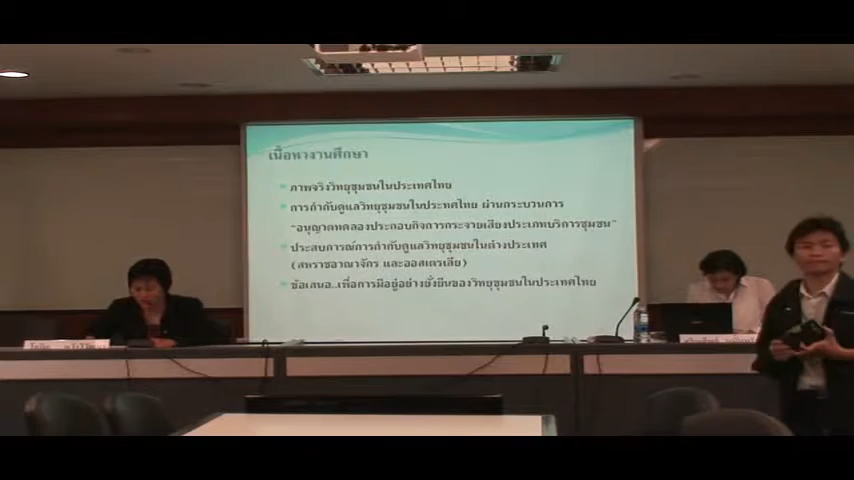 เนื้อหางานศึกษา
ภาพจริงวิทยุชุมชนในประเทศไทย
การกำกับดูแลวิทยุชุมชนในประเทศไทย ผ่านกระบวนการ
"อนุญาตทดลองประกอบกิจการกระจายเสียงประเภทบริการชุมชน"
ประสบการณ์การกำกับดูแลวิทยุชุมชนในต่างประเทศ
(สหราชอาณาจักร และออสเตรเลีย)
ข้อเสนอ..เพื่อการมีอยู่อย่างยั่งยืนของวิทยุชุมชนในประเทศไทย